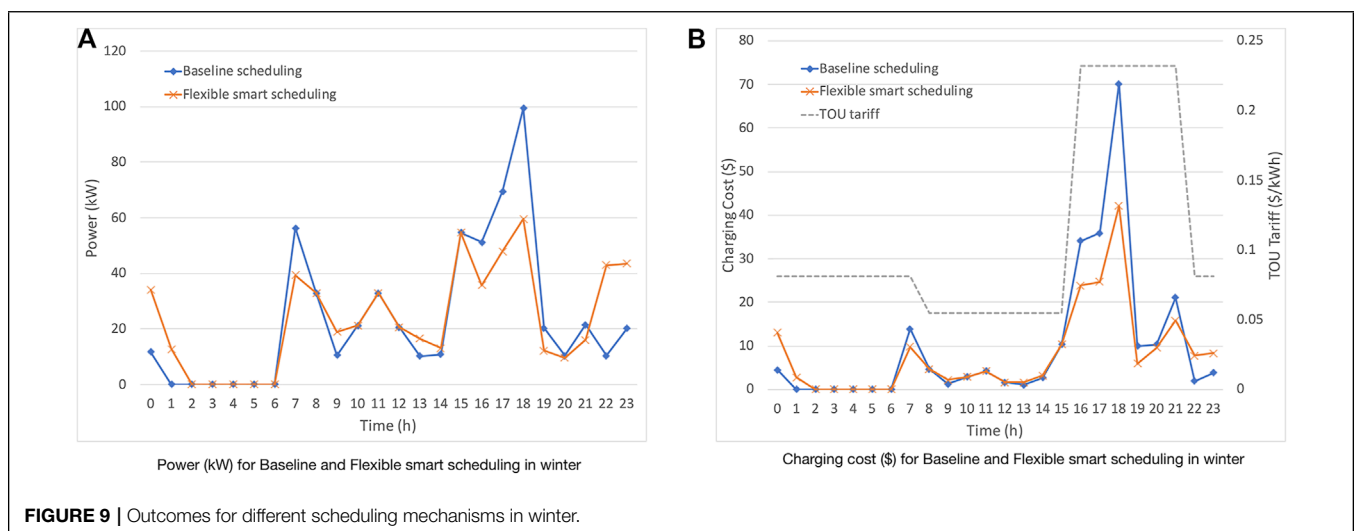 A
120
100
80
60
40
20
0
Power (kW)
Baseline scheduling
Flexible smart scheduling
0 1 2 3 4 5 6 7 8 9 10 11 12 13 14 15 16 17 18 19 20 21 22 23
Time (h)
Power (kW) for Baseline and Flexible smart scheduling in winter
B
80
70
60
50
40
30
20
10
0
Charging Cost ($)
Baseline scheduling
Flexible smart scheduling
TOU tariff
0.25
0.2
0.15
0.1
0.05
0
TOU Tariff ($/kWh)
0 1 2 3 4 5 6 7 8 9 10 11 12 13 14 15 16 17 18 19 20 21 22 23
Time (h)
Charging cost ($) for Baseline and Flexible smart scheduling in winter
FIGURE 9 | Outcomes for different scheduling mechanisms in winter.